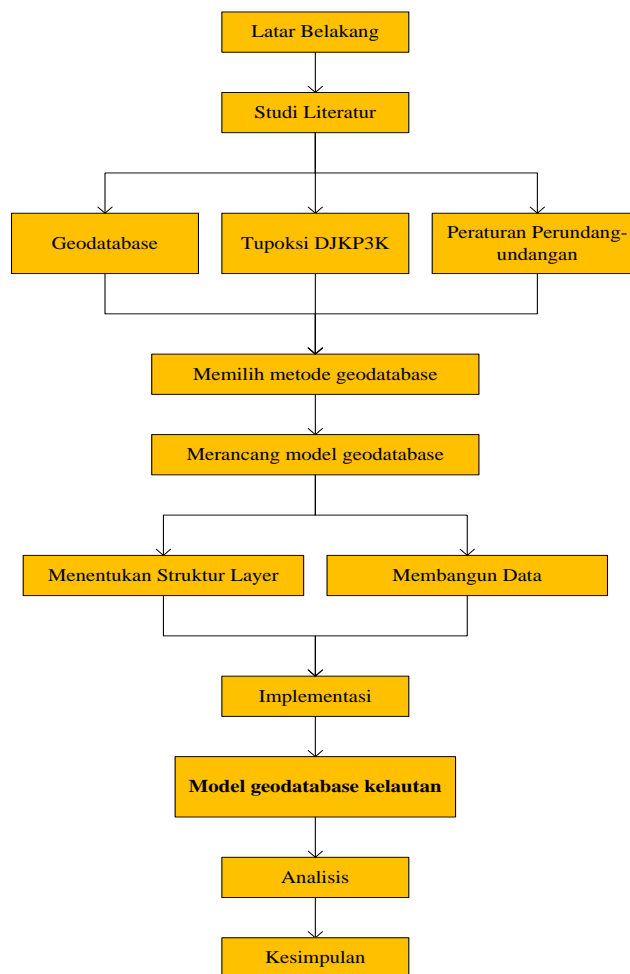 Latar Belakang
Studi Literatur
Geodatabase
Tupoksi DJKP3K
Peraturan Perundang-
undangan
Memilih metode geodatabase
Merancang model geodatabase
Menentukan Struktur Layer
Membangun Data
Implementasi
Model geodatabase kelautan
Analisis
Kesimpulan